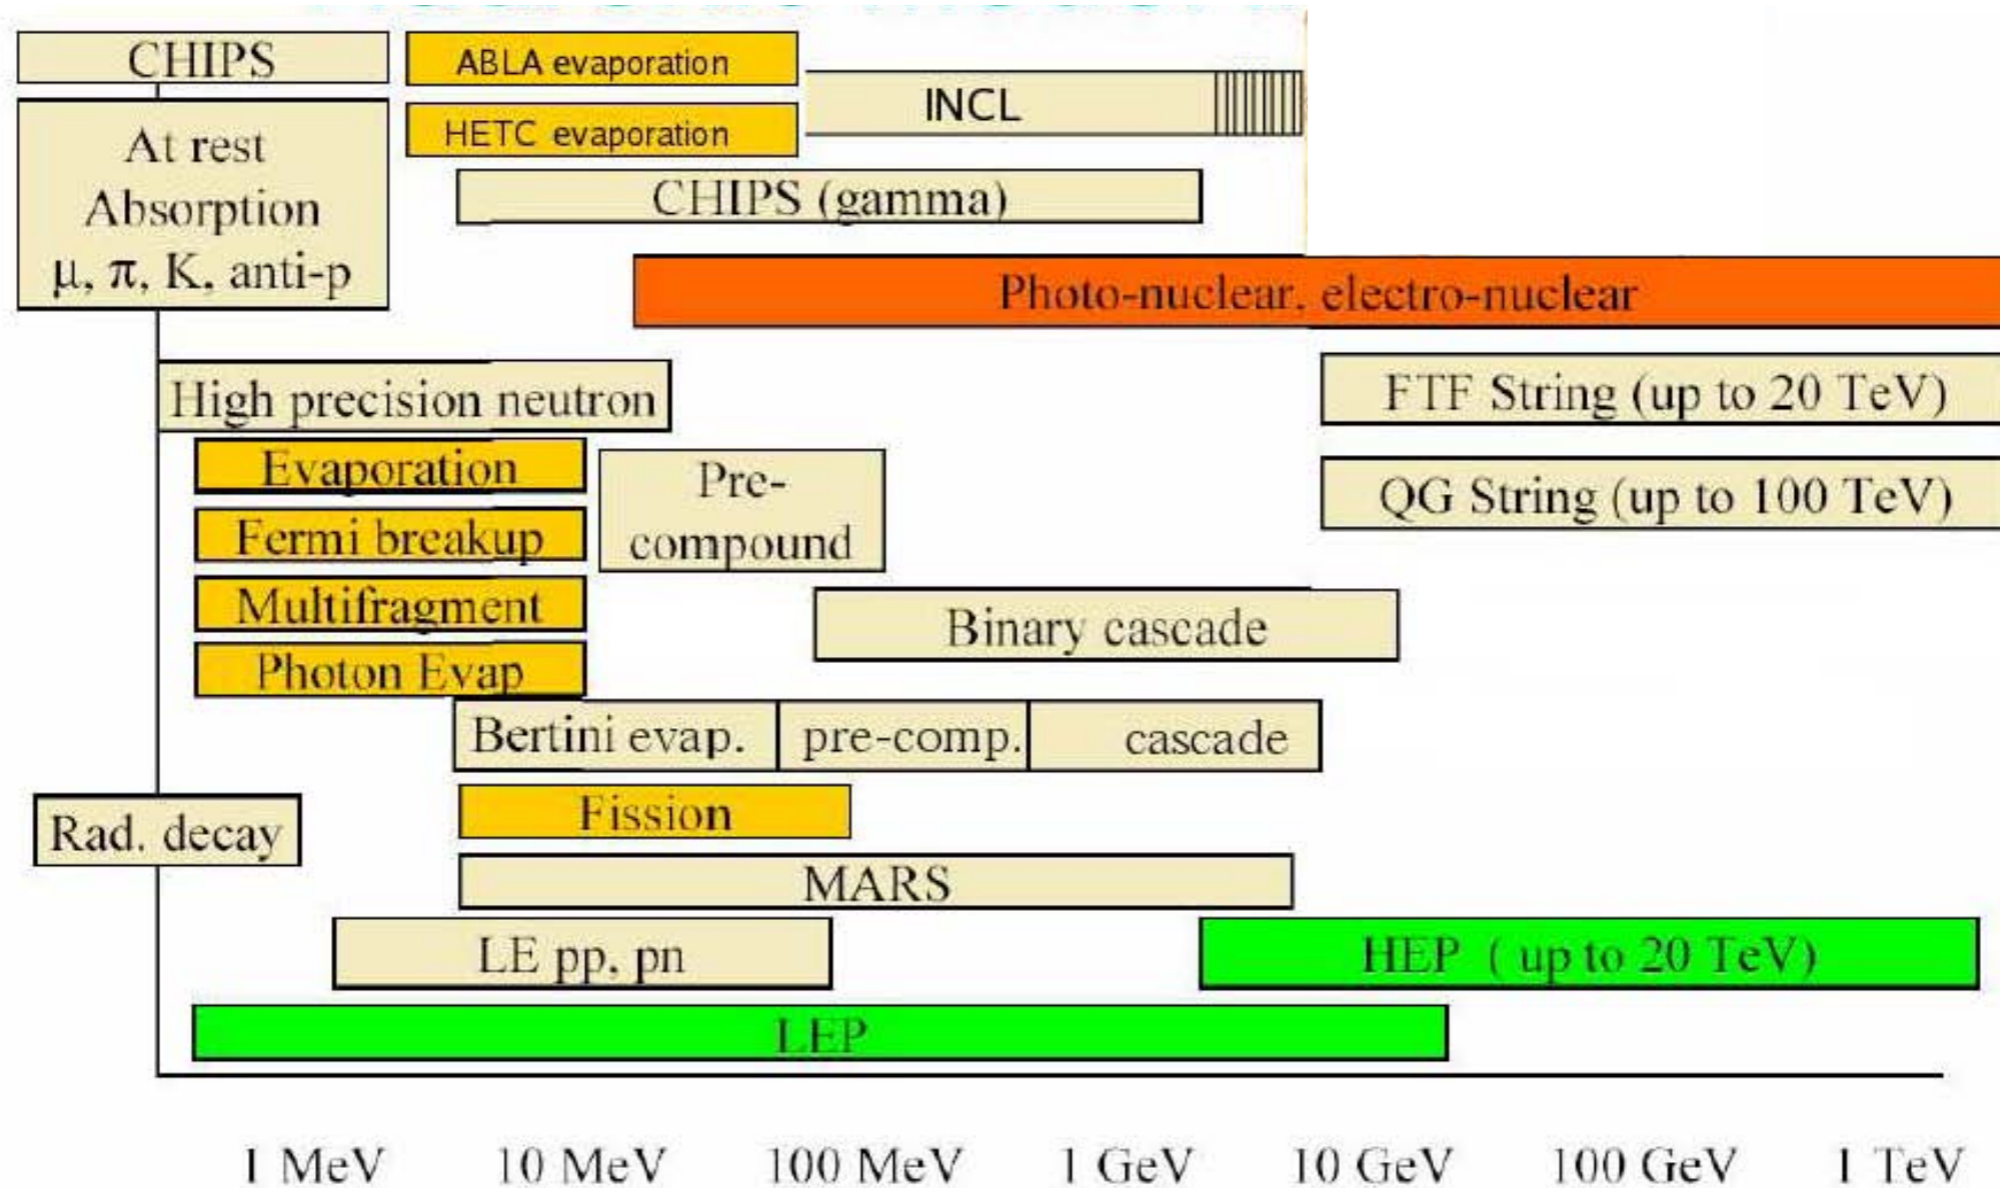 CHIPS
ABLA evaporation
HETC evaporation
INCL
At rest
Absorption
μ, π, K, anti-p
CHIPS (gamma)
Photo-nuclear, electro-nuclear
High precision neutron
FTF String (up to 20 TeV)
Evaporation
Pre-
compound
QG String (up to 100 TeV)
Fermi breakup
Multifragment
Binary cascade
Photon Evap
Bertini evap.
pre-comp.
cascade
Fission
Rad. decay
MARS
LE pp, pn
HEP ( up to 20 TeV)
LEP
1 MeV 10 MeV 100 MeV 1 GeV 10 GeV 100 GeV 1 TeV